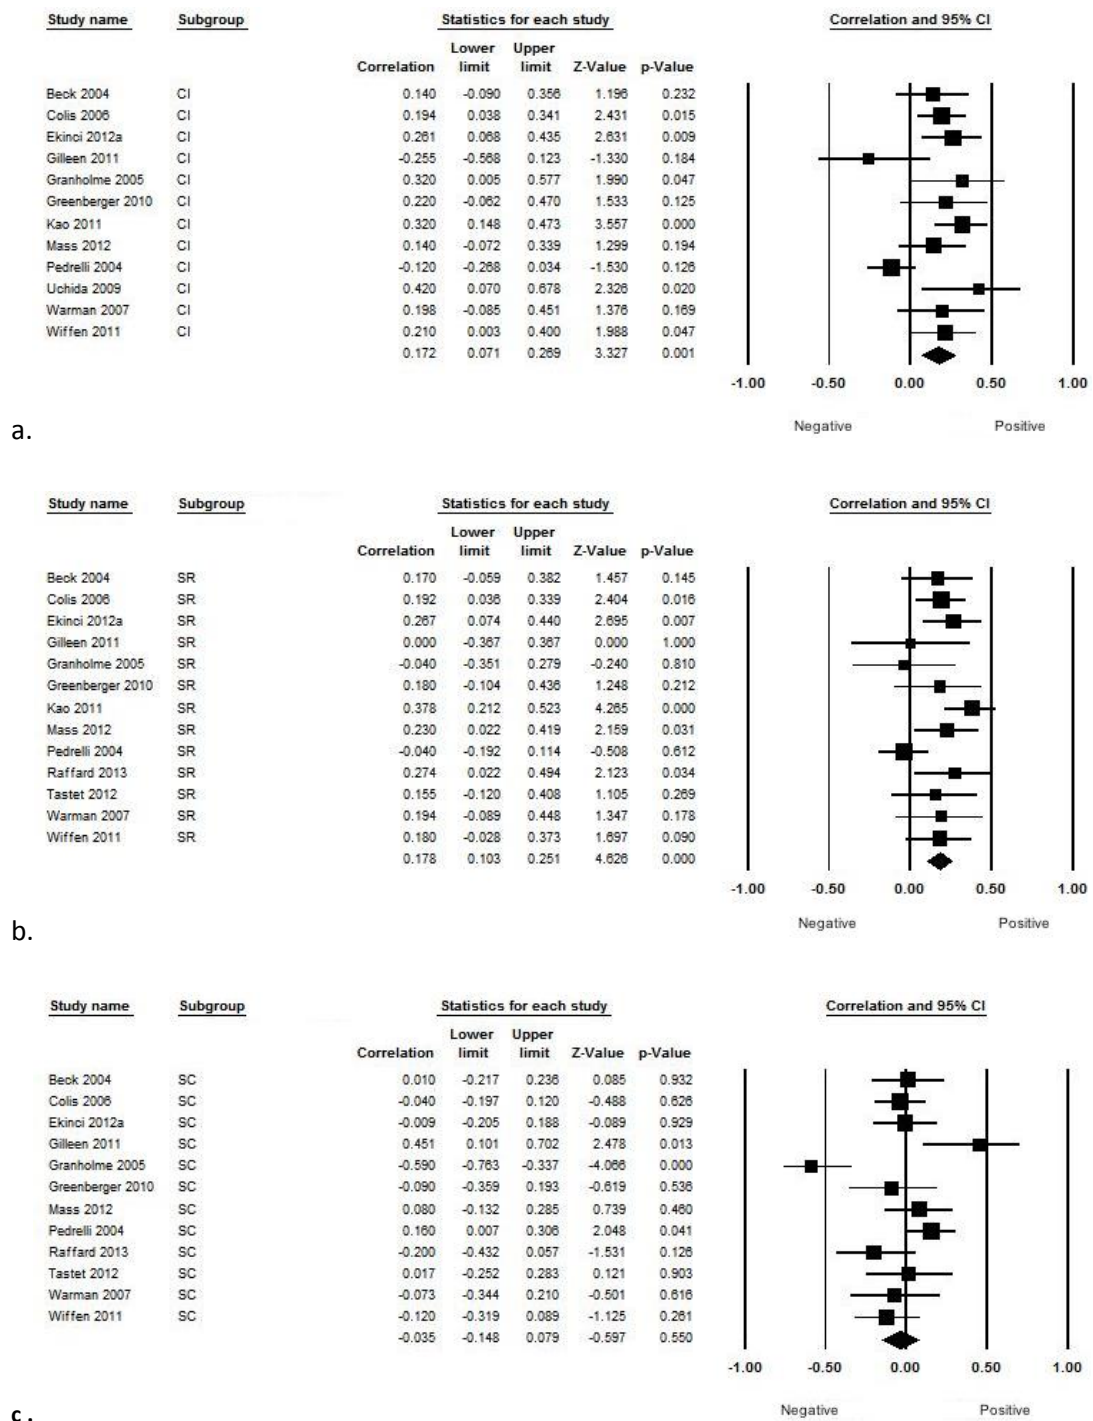 Study name Subgroup Statistics for each study Correlation and 95% CI
Lower Upper
Correlation limit limit Z-Value p-Value
Beck 2004 CI 0.140 -0.090 0.356 1.196 0.232
Colis 2006 CI 0.194 0.038 0.341 2.431 0.015
Ekinci 2012a CI 0.261 0.068 0.435 2.631 0.009
Gilleen 2011 CI -0.255 -0.568 0.123 -1.330 0.184
Granholme 2005 CI 0.320 0.005 0.577 1.990 0.047
Greenberger 2010 CI 0.220 -0.062 0.470 1.533 0.125
Kao 2011 CI 0.320 0.148 0.473 3.557 0.000
Mass 2012 CI 0.140 -0.072 0.339 1.299 0.194
Pedrelli 2004 CI -0.120 -0.268 0.034 -1.530 0.126
Uchida 2009 CI 0.420 0.070 0.678 2.326 0.020
Warman 2007 CI 0.198 -0.085 0.451 1.376 0.169
Wiffen 2011 CI 0.210 0.003 0.400 1.988 0.047
0.172 0.071 0.269 3.327 0.001
-1.00 -0.50 0.00 0.50 1.00
Negative Positive
a.
Study name Subgroup Statistics for each study Correlation and 95% CI
Lower Upper
Correlation limit limit Z-Value p-Value
Beck 2004 SR 0.170 -0.059 0.382 1.457 0.145
Colis 2006 SR 0.192 0.036 0.339 2.404 0.016
Ekinci 2012a SR 0.267 0.074 0.440 2.695 0.007
Gilleen 2011 SR 0.000 -0.367 0.367 0.000 1.000
Granholme 2005 SR -0.040 -0.351 0.279 -0.240 0.810
Greenberger 2010 SR 0.180 -0.104 0.436 1.248 0.212
Kao 2011 SR 0.378 0.212 0.523 4.265 0.000
Mass 2012 SR 0.230 0.022 0.419 2.159 0.031
Pedrelli 2004 SR -0.040 -0.192 0.114 -0.508 0.612
Raffard 2013 SR 0.274 0.022 0.494 2.123 0.034
Tastet 2012 SR 0.155 -0.120 0.408 1.105 0.269
Warman 2007 SR 0.194 -0.089 0.448 1.347 0.178
Wiffen 2011 SR 0.180 -0.028 0.373 1.697 0.090
0.178 0.103 0.251 4.626 0.000
-1.00 -0.50 0.00 0.50 1.00
Negative Positive
b.
Study name Subgroup Statistics for each study Correlation and 95% CI
Lower Upper
Correlation limit limit Z-Value p-Value
Beck 2004 SC 0.010 -0.217 0.236 0.085 0.932
Colis 2006 SC -0.040 -0.197 0.120 -0.488 0.626
Ekinci 2012a SC -0.009 -0.205 0.188 -0.089 0.929
Gilleen 2011 SC 0.451 0.101 0.702 2.478 0.013
Granholme 2005 SC -0.590 -0.763 -0.337 -4.066 0.000
Greenberger 2010 SC -0.090 -0.359 0.193 -0.619 0.536
Mass 2012 SC 0.080 -0.132 0.285 0.739 0.460
Pedrelli 2004 SC 0.160 0.007 0.306 2.048 0.041
Raffard 2013 SC -0.200 -0.432 0.057 -1.531 0.126
Tastet 2012 SC 0.017 -0.252 0.283 0.121 0.903
Warman 2007 SC -0.073 -0.344 0.210 -0.501 0.616
Wiffen 2011 SC -0.120 -0.319 0.089 -1.125 0.261
-0.035 -0.148 0.079 -0.597 0.550
-1.00 -0.50 0.00 0.50 1.00
Negative Positive
c.